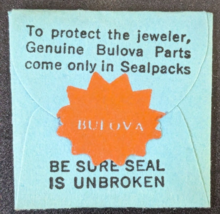 To protect the jeweler,
Genuine Bulova Parts
come only in Sealpacks
BULOVA
BE SURE SEAL
IS UNBROKEN